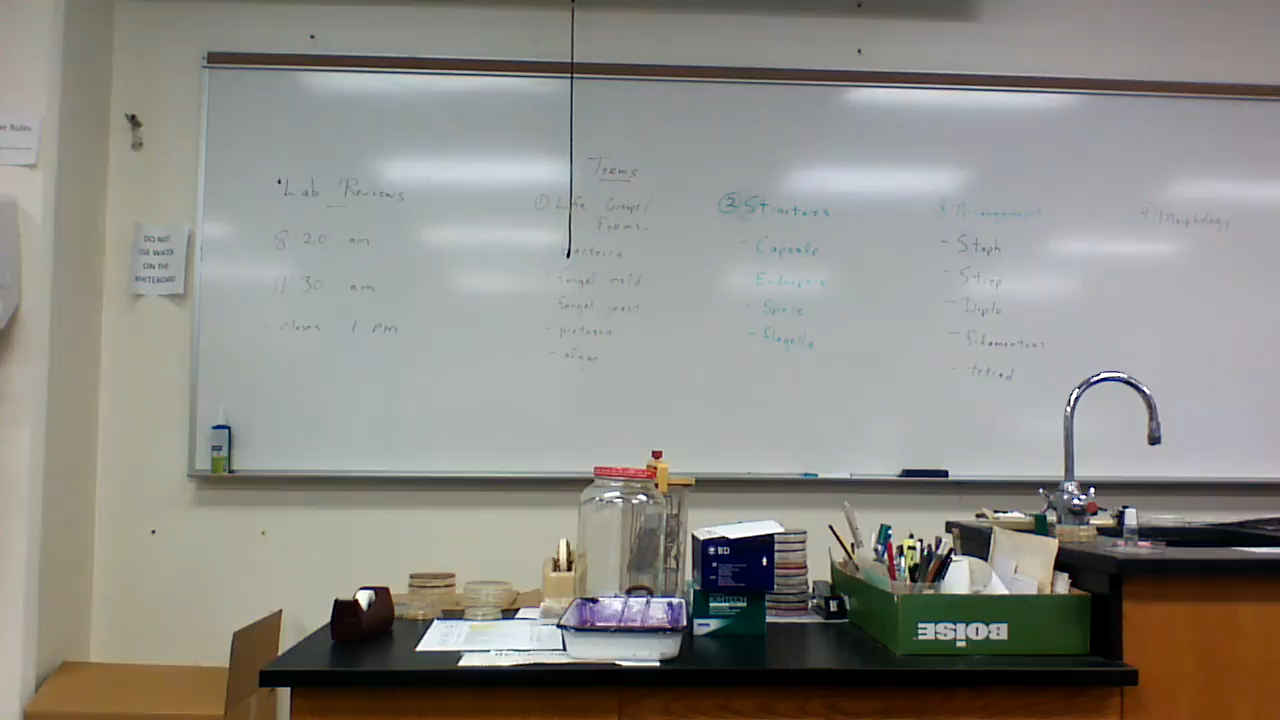 Rules
DO NOT
USE WATER
ON THE
WHITEBOARD
Lab Reviews
8:20 am
11:30 am
- closes 1 pm
Terms
① Life Groups/
Forms
bacteria
- fungal mold
fungal yeast
- protozoa
- algae
② Structures
- Capsule
Endospore
- Spore
- flagella
Arrangement
- Staph
- Strep
- Diplo
- filamentous
- tetrad
Morphology
BD
KIMTECH
BOISE